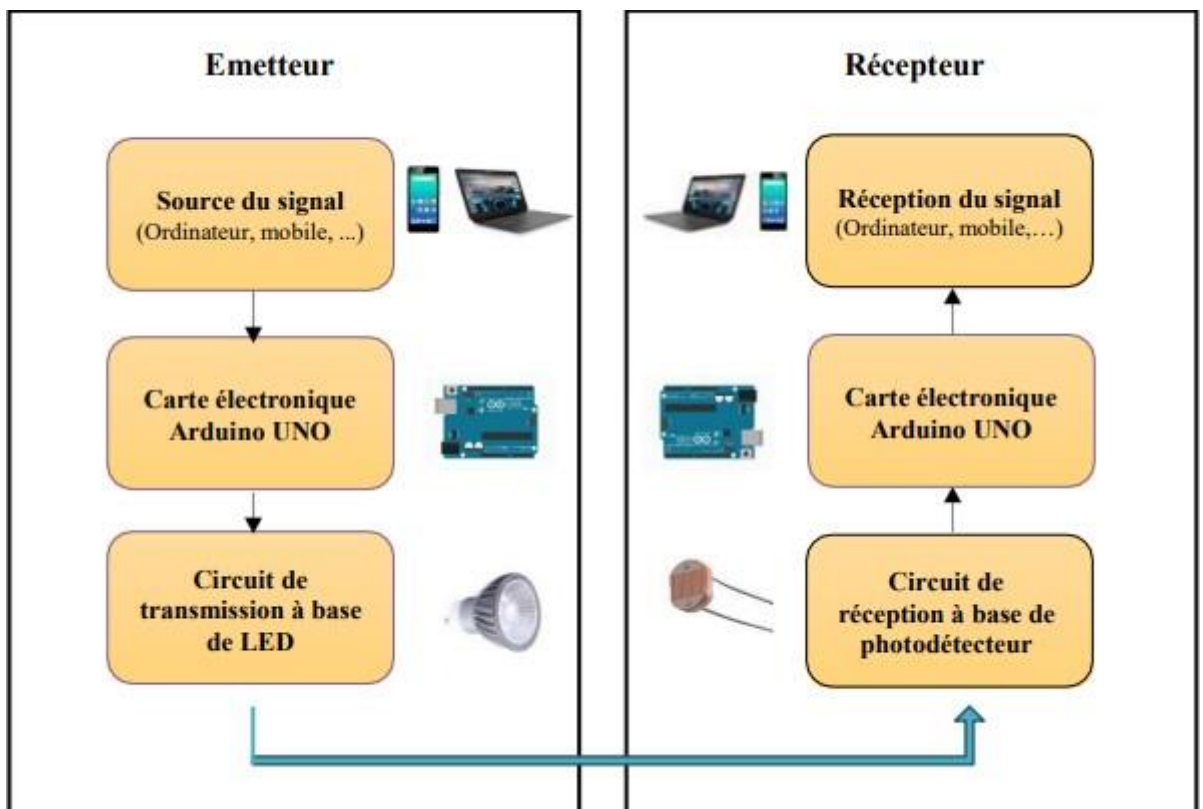 Emetteur
Source du signal
(Ordinateur, mobile, ...)
Carte électronique
Arduino UNO
Circuit de
transmission à base
de LED
Récepteur
Réception du signal
(Ordinateur, mobile,…)
Carte électronique
Arduino UNO
Circuit de
réception à base de
photodétecteur